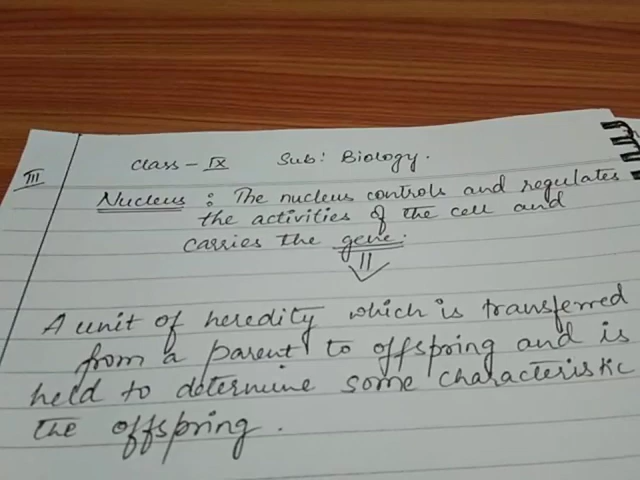 Class - IX Sub: Biology.
III
Nucleus : The nucleus controls and regulates
the activities of the cell and
carries the gene.
A unit of heredity which is transferred
from a parent to offspring and is
held to determine some characteristic
the offspring.